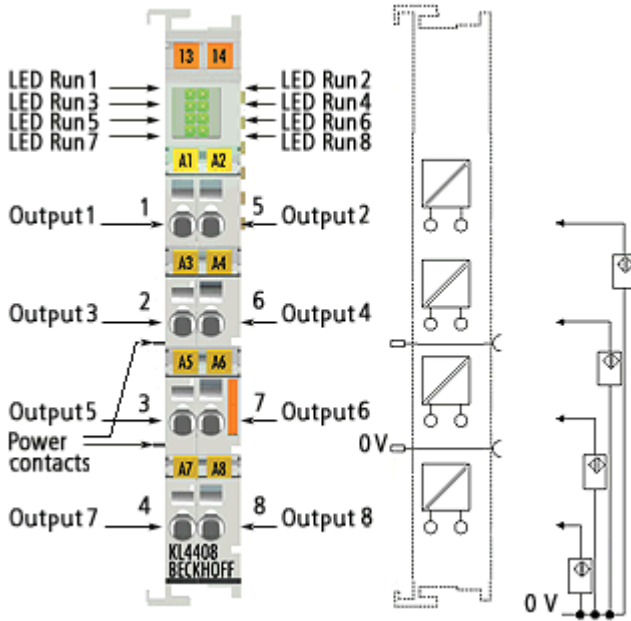 13 14
LED Run 1
LED Run 2
LED Run 3
LED Run 4
LED Run 5
LED Run 6
LED Run 7
LED Run 8
A1 A2
Output 1 1 5 Output 2
A3 A4
Output 3 2 6 Output 4
A5 A6
Output 5 3 7 Output 6
Power
contacts
0 V
A7 A8
Output 7 4 8 Output 8
KL4408
BECKHOFF
0 V